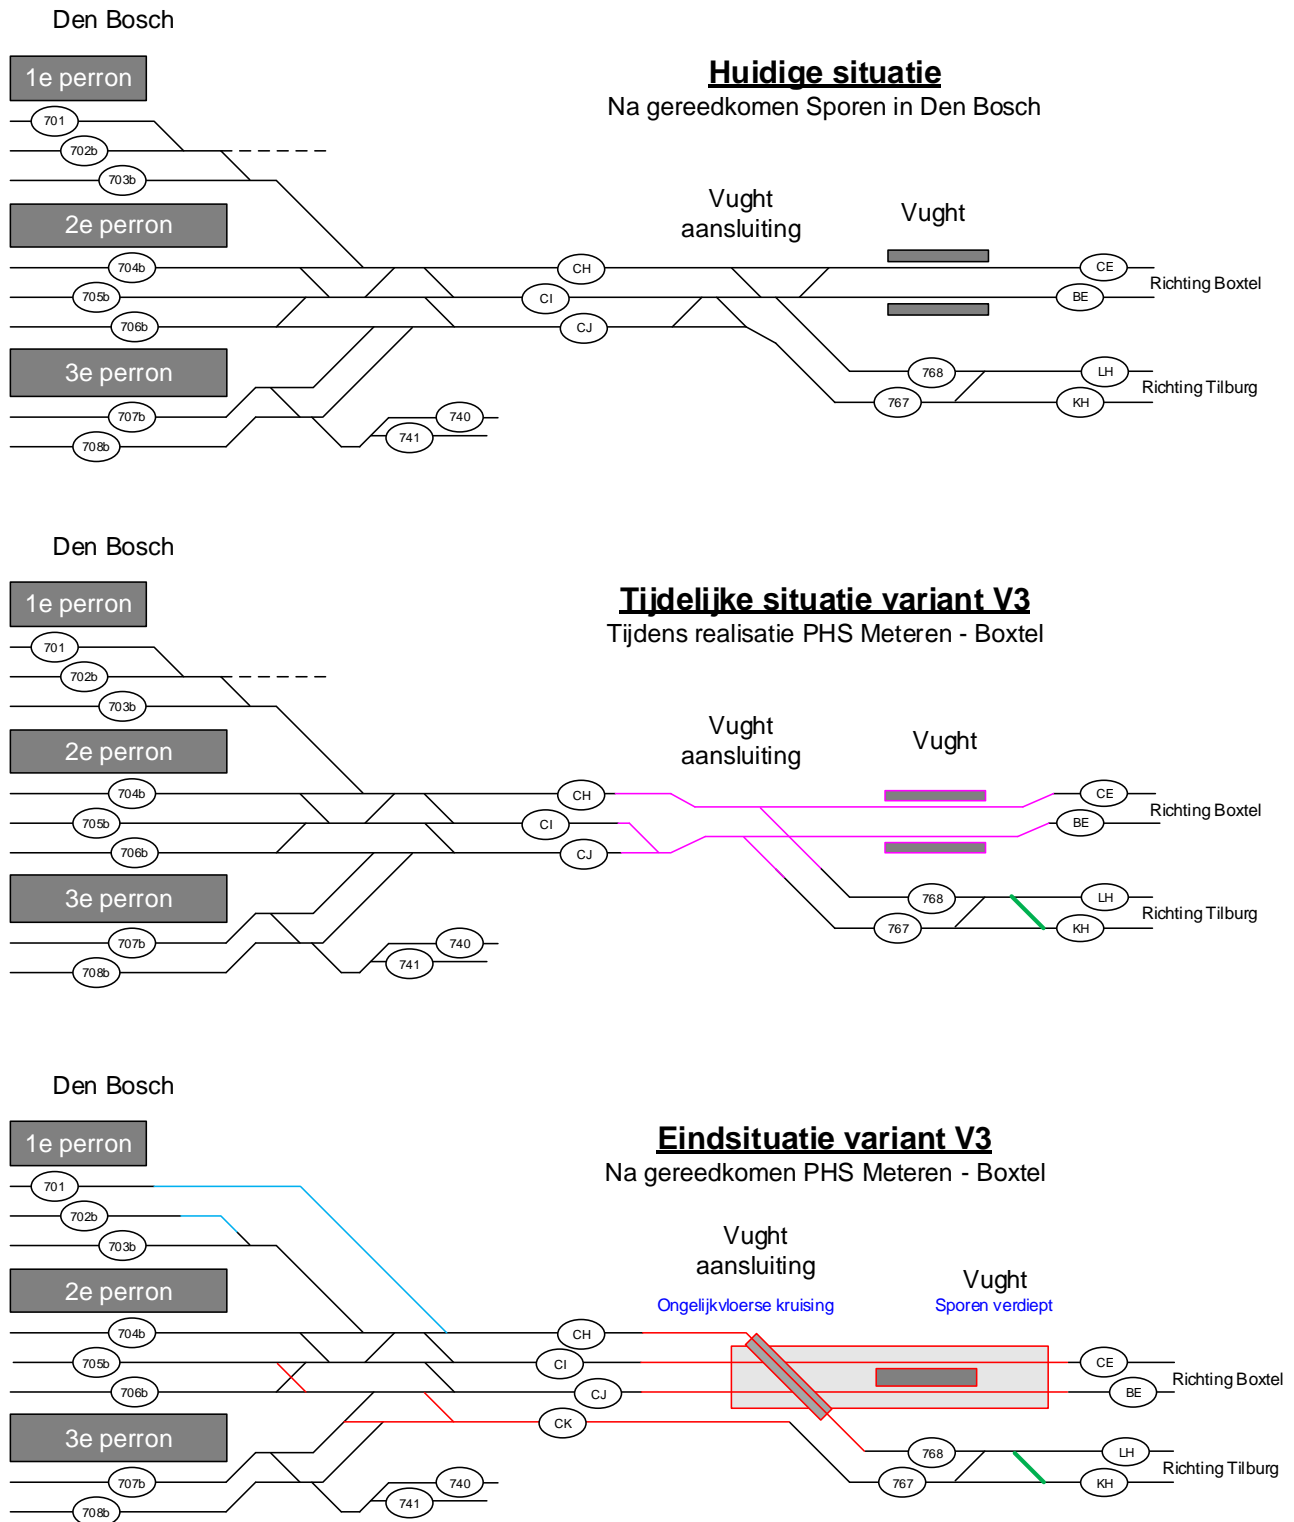 Den Bosch
1e perron
Huidige situatie
Na gereedkomen Sporen in Den Bosch
701
702b
703b
Vught
aansluiting
Vught
2e perron
704b
CH
CE
Richting Boxtel
705b
CI
BE
706b
CJ
3e perron
768
LH
Richting Tilburg
767
KH
707b
740
741
708b
Den Bosch
1e perron
Tijdelijke situatie variant V3
Tijdens realisatie PHS Meteren - Boxtel
701
702b
703b
Vught
aansluiting
Vught
2e perron
704b
CH
CE
Richting Boxtel
705b
CI
BE
706b
CJ
3e perron
768
LH
Richting Tilburg
767
KH
707b
740
741
708b
Den Bosch
1e perron
Eindsituatie variant V3
Na gereedkomen PHS Meteren - Boxtel
701
702b
703b
Vught
aansluiting
Vught
2e perron
Ongelijkvloerse kruising
Sporen verdiept
704b
CH
705b
CI
CE
Richting Boxtel
706b
CJ
BE
CK
3e perron
768
LH
Richting Tilburg
707b
740
767
KH
741
708b